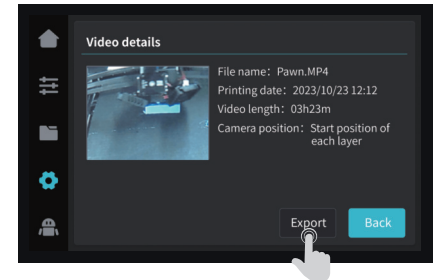 Video details
File name：Pawn.MP4
Printing date：2023/10/23 12:12
Video length：03h23m
Camera position：Start position of
each layer
Export
Back